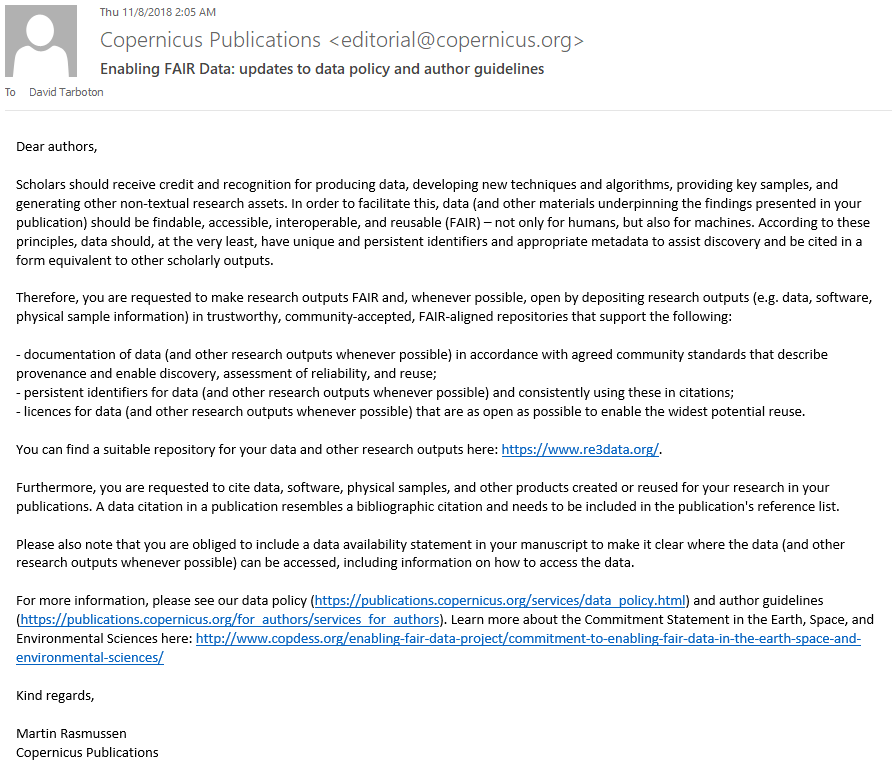 Thu 11/8/2018 2:05 AM
Copernicus Publications <editorial@copernicus.org>
Enabling FAIR Data: updates to data policy and author guidelines
To David Tarboton
Dear authors,
Scholars should receive credit and recognition for producing data, developing new techniques and algorithms, providing key samples, and
generating other non-textual research assets. In order to facilitate this, data (and other materials underpinning the findings presented in your
publication) should be findable, accessible, interoperable, and reusable (FAIR) – not only for humans, but also for machines. According to these
principles, data should, at the very least, have unique and persistent identifiers and appropriate metadata to assist discovery and be cited in a
form equivalent to other scholarly outputs.
Therefore, you are requested to make research outputs FAIR and, whenever possible, open by depositing research outputs (e.g. data, software,
physical sample information) in trustworthy, community-accepted, FAIR-aligned repositories that support the following:
- documentation of data (and other research outputs whenever possible) in accordance with agreed community standards that describe
provenance and enable discovery, assessment of reliability, and reuse;
- persistent identifiers for data (and other research outputs whenever possible) and consistently using these in citations;
- licences for data (and other research outputs whenever possible) that are as open as possible to enable the widest potential reuse.
You can find a suitable repository for your data and other research outputs here: https://www.re3data.org/.
Furthermore, you are requested to cite data, software, physical samples, and other products created or reused for your research in your
publications. A data citation in a publication resembles a bibliographic citation and needs to be included in the publication's reference list.
Please also note that you are obliged to include a data availability statement in your manuscript to make it clear where the data (and other
research outputs whenever possible) can be accessed, including information on how to access the data.
For more information, please see our data policy (https://publications.copernicus.org/services/data_policy.html) and author guidelines
(https://publications.copernicus.org/for_authors/services_for_authors). Learn more about the Commitment Statement in the Earth, Space, and
Environmental Sciences here: http://www.copdess.org/enabling-fair-data-project/commitment-to-enabling-fair-data-in-the-earth-space-and-
environmental-sciences/
Kind regards,
Martin Rasmussen
Copernicus Publications